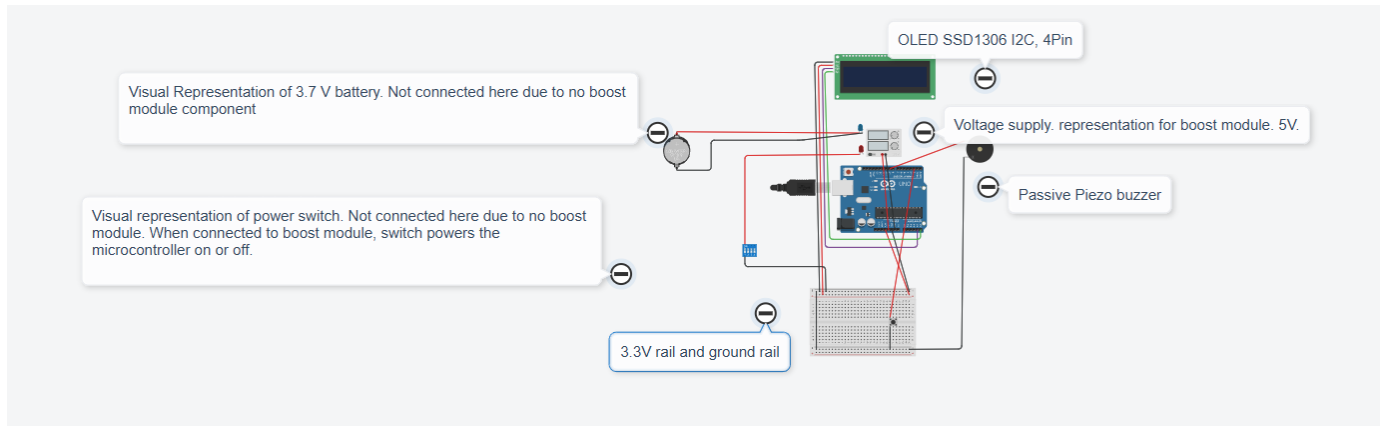 OLED SSD1306 I2C, 4Pin
Visual Representation of 3.7 V battery. Not connected here due to no boost
module component
Voltage supply. representation for boost module. 5V.
Passive Piezo buzzer
Visual representation of power switch. Not connected here due to no boost
module. When connected to boost module, switch powers the
microcontroller on or off.
UNO
3.3V rail and ground rail